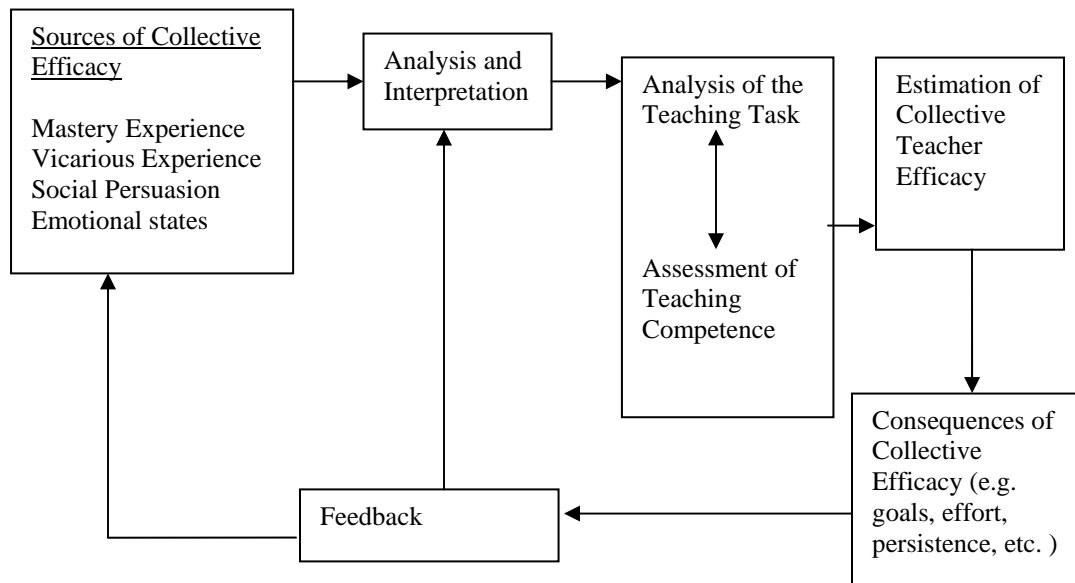 Sources of Collective
Efficacy
Mastery Experience
Vicarious Experience
Social Persuasion
Emotional states
Analysis and
Interpretation
Analysis of the
Teaching Task
Assessment of
Teaching
Competence
Estimation of
Collective
Teacher
Efficacy
Consequences of
Collective
Efficacy (e.g.
goals, effort,
persistence, etc. )
Feedback